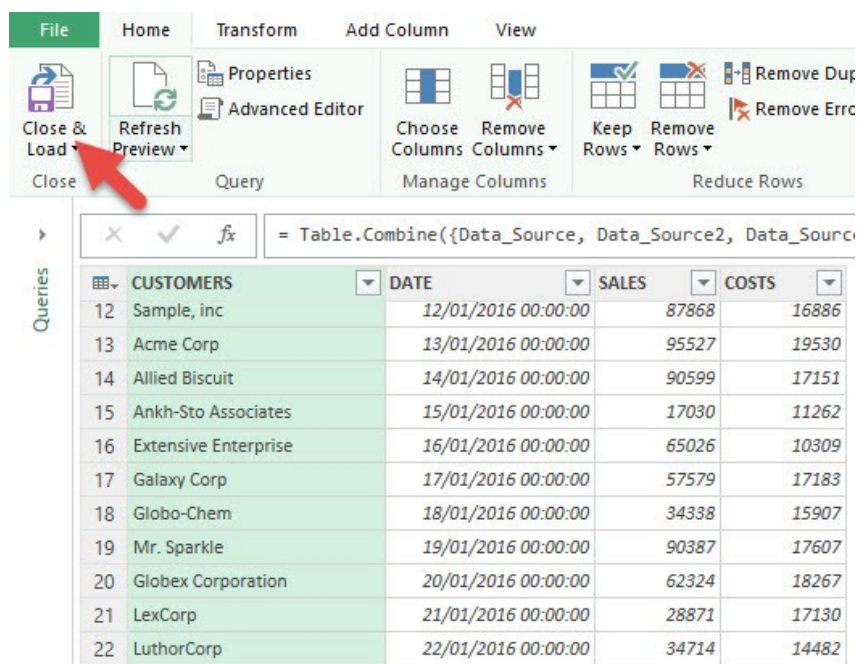 File Home Transform Add Column View
Properties
Advanced Editor
Close & Load
Refresh Preview
Choose Columns
Remove Columns
Keep Rows
Remove Rows
Remove Dup
Remove Erro
Close Query Manage Columns Reduce Rows
fx = Table.Combine({Data_Source, Data_Source2, Data_Sourc
Queries
CUSTOMERS DATE SALES COSTS
12 Sample, inc 12/01/2016 00:00:00 87868 16886
13 Acme Corp 13/01/2016 00:00:00 95527 19530
14 Allied Biscuit 14/01/2016 00:00:00 90599 17151
15 Ankh-Sto Associates 15/01/2016 00:00:00 17030 11262
16 Extensive Enterprise 16/01/2016 00:00:00 65026 10309
17 Galaxy Corp 17/01/2016 00:00:00 57579 17183
18 Globo-Chem 18/01/2016 00:00:00 34338 15907
19 Mr. Sparkle 19/01/2016 00:00:00 90387 17607
20 Globex Corporation 20/01/2016 00:00:00 62324 18267
21 LexCorp 21/01/2016 00:00:00 28871 17130
22 LuthorCorp 22/01/2016 00:00:00 34714 14482